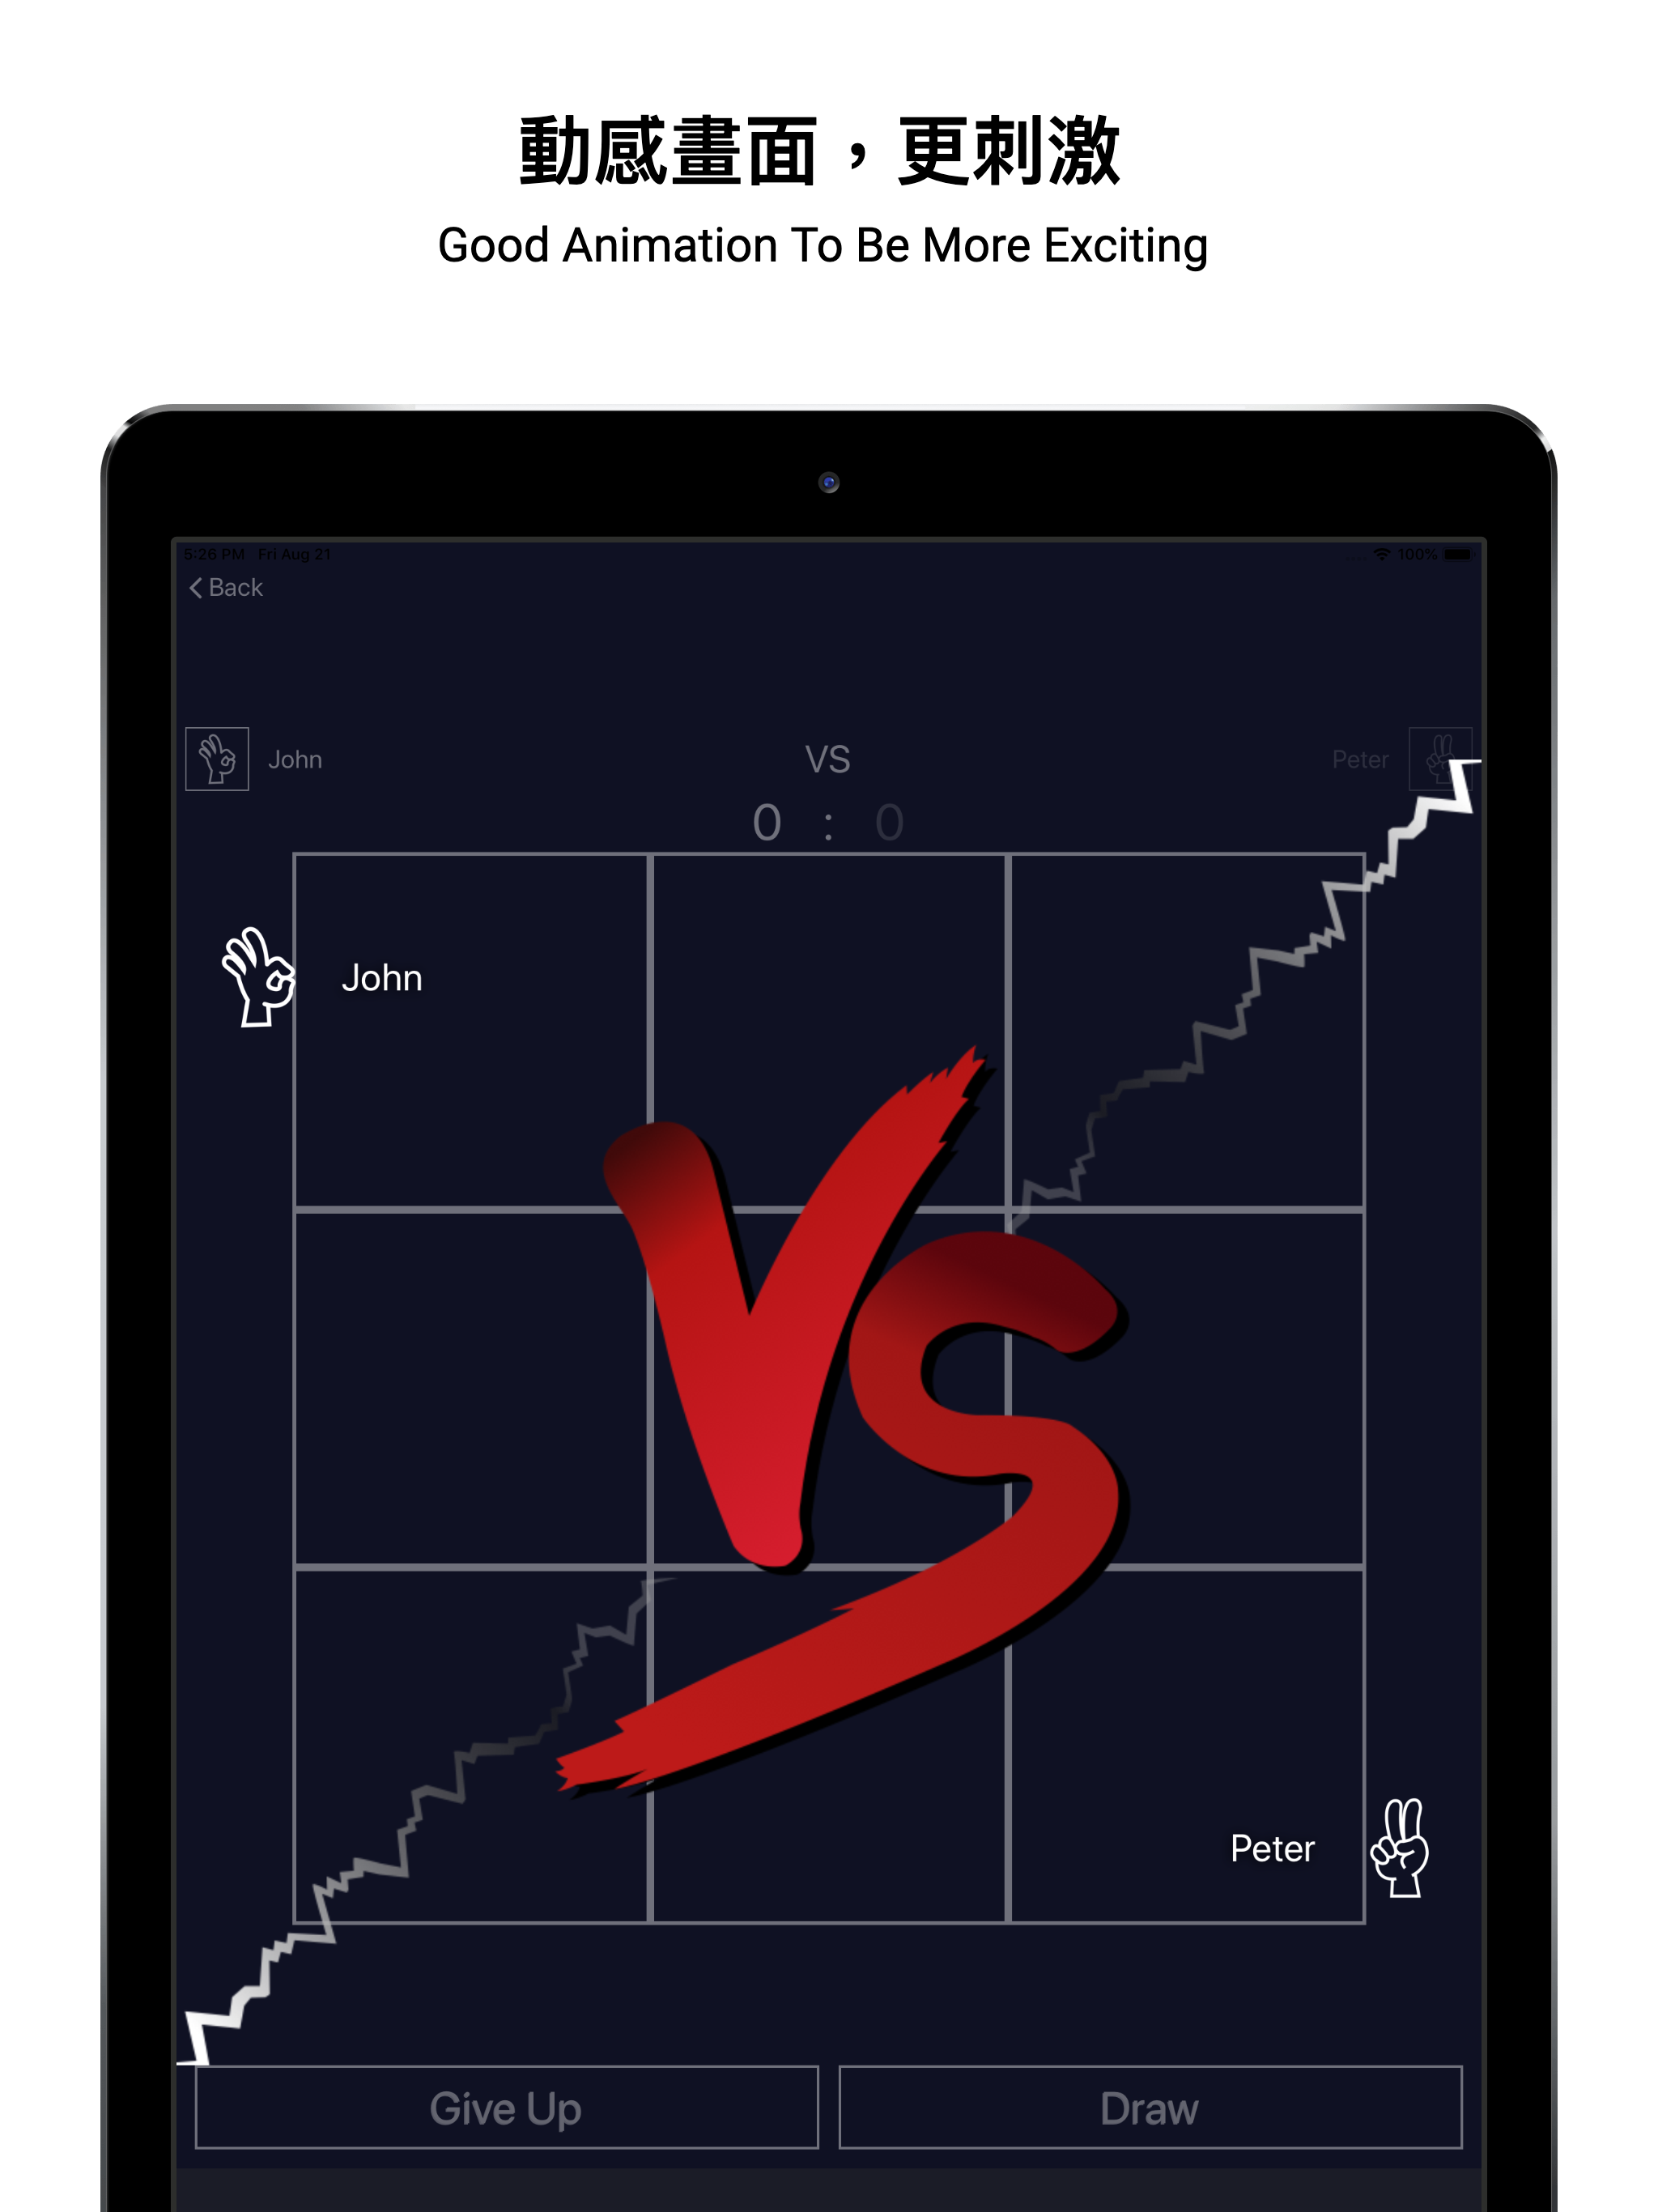 動感畫面，更刺激
Good Animation To Be More Exciting
5:26 PM Fri Aug 21
100%
Back
John
VS
Peter
0 : 0
John
VS
Peter
Give Up
Draw